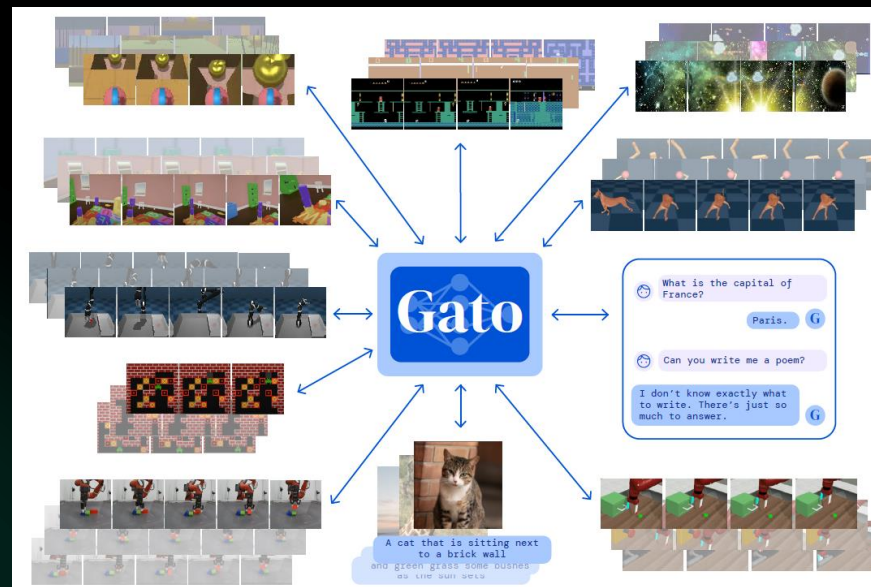 Gato
What is the capital of
France?
Paris.
G
Can you write me a poem?
I don't know exactly what
to write. There's just so
much to answer.
G
A cat that is sitting next
to a brick wall
and green grass some bushes
as the sun sets